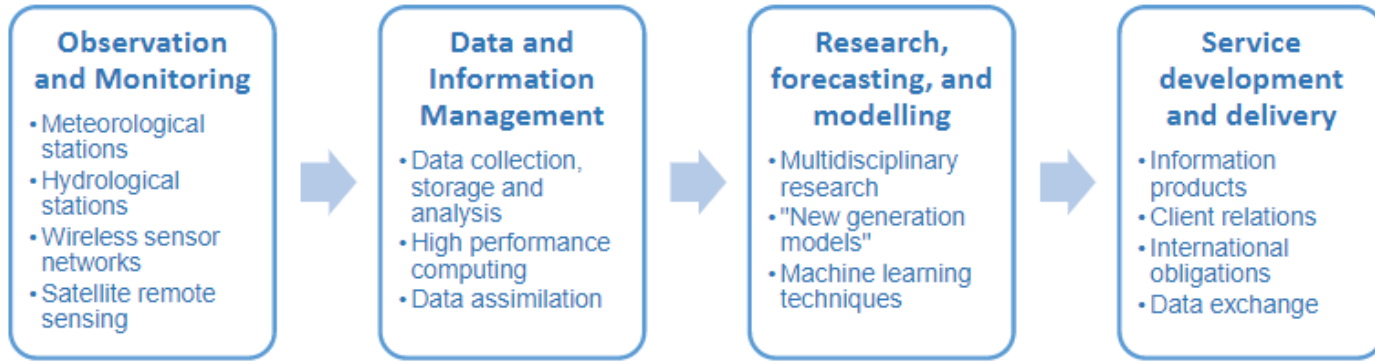 Observation
and Monitoring
• Meteorological
stations
• Hydrological
stations
• Wireless sensor
networks
• Satellite remote
sensing
Data and
Information
Management
• Data collection,
storage and
analysis
• High performance
computing
• Data assimilation
Research,
forecasting, and
modelling
• Multidisciplinary
research
• "New generation
models"
• Machine learning
techniques
Service
development
and delivery
• Information
products
• Client relations
• International
obligations
• Data exchange